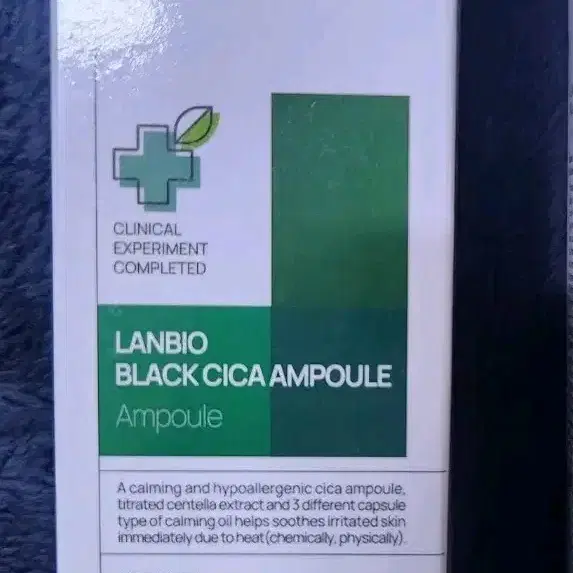 CLINICAL
EXPERIMENT
COMPLETED
LANBIO
BLACK CICA AMPOULE
Ampoule
A calming and hypoallergenic cica ampoule,
titrated centella extract and 3 different capsule
type of calming oil helps soothes irritated skin
immediately due to heat(chemically, physically).